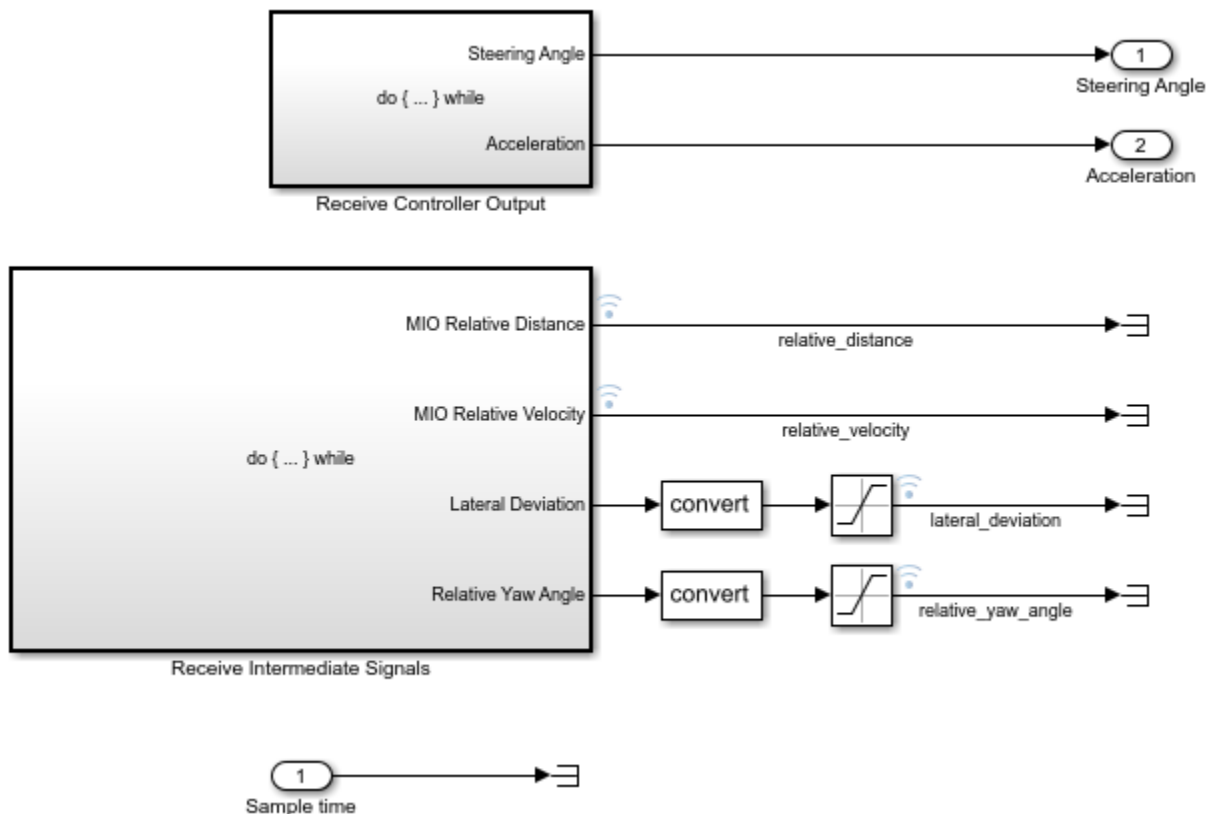 Steering Angle
1
Steering Angle
do { ... } while
Acceleration
2
Acceleration
Receive Controller Output
MIO Relative Distance
relative_distance
MIO Relative Velocity
relative_velocity
do { ... } while
Lateral Deviation
convert
lateral_deviation
Relative Yaw Angle
convert
relative_yaw_angle
Receive Intermediate Signals
1
Sample time